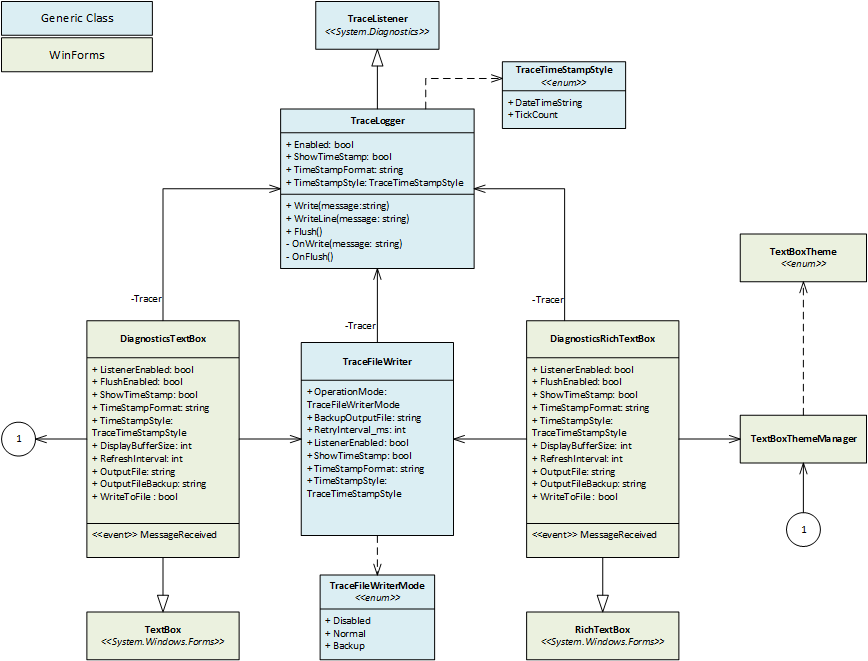 Generic Class
WinForms
TraceListener
<<System.Diagnostics>>
TraceTimeStampStyle
<<enum>>
+ DateTimeString
+ TickCount
TraceLogger
+ Enabled: bool
+ ShowTimeStamp: bool
+ TimeStampFormat: string
+ TimeStampStyle: TraceTimeStampStyle
+ Write(message:string)
+ WriteLine(message: string)
+ Flush()
- OnWrite(message: string)
- OnFlush()
TextBoxTheme
<<enum>>
-Tracer
-Tracer
-Tracer
DiagnosticsTextBox
+ ListenerEnabled: bool
+ FlushEnabled: bool
+ ShowTimeStamp: bool
+ TimeStampFormat: string
+ TimeStampStyle:
TraceTimeStampStyle
+ DisplayBufferSize: int
+ RefreshInterval: int
+ OutputFile: string
+ OutputFileBackup: string
+ WriteToFile : bool
<<event>> MessageReceived
TraceFileWriter
+ OperationMode:
TraceFileWriterMode
+ BackupOutputFile: string
+ RetryInterval_ms: int
+ ListenerEnabled: bool
+ ShowTimeStamp: bool
+ TimeStampFormat: string
+ TimeStampStyle:
TraceTimeStampStyle
DiagnosticsRichTextBox
+ ListenerEnabled: bool
+ FlushEnabled: bool
+ ShowTimeStamp: bool
+ TimeStampFormat: string
+ TimeStampStyle:
TraceTimeStampStyle
+ DisplayBufferSize: int
+ RefreshInterval: int
+ OutputFile: string
+ OutputFileBackup: string
+ WriteToFile : bool
<<event>> MessageReceived
1
TextBoxThemeManager
1
TextBox
<<System.Windows.Forms>>
TraceFileWriterMode
<<enum>>
+ Disabled
+ Normal
+ Backup
RichTextBox
<<System.Windows.Forms>>